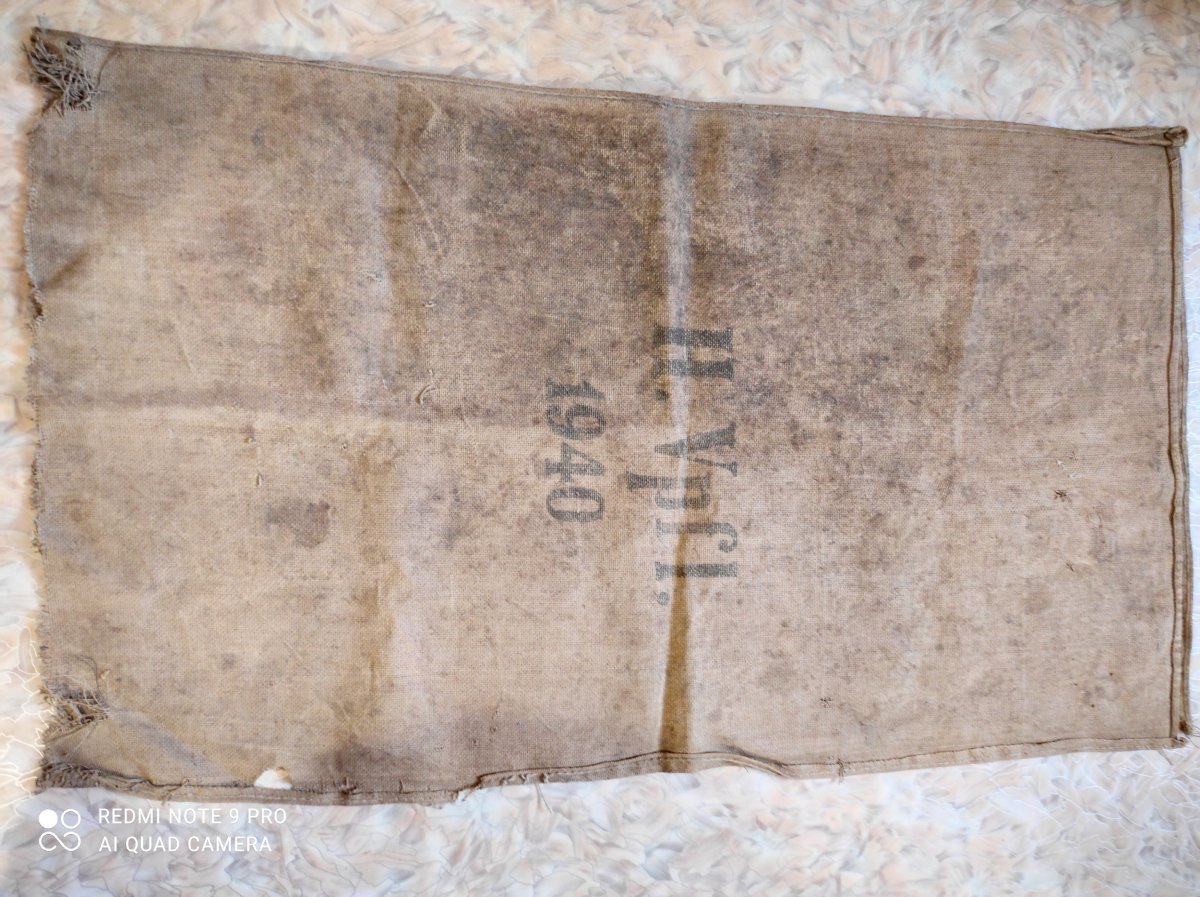 H. Vpfl.
1940
REDMI NOTE 9 PRO
AI QUAD CAMERA